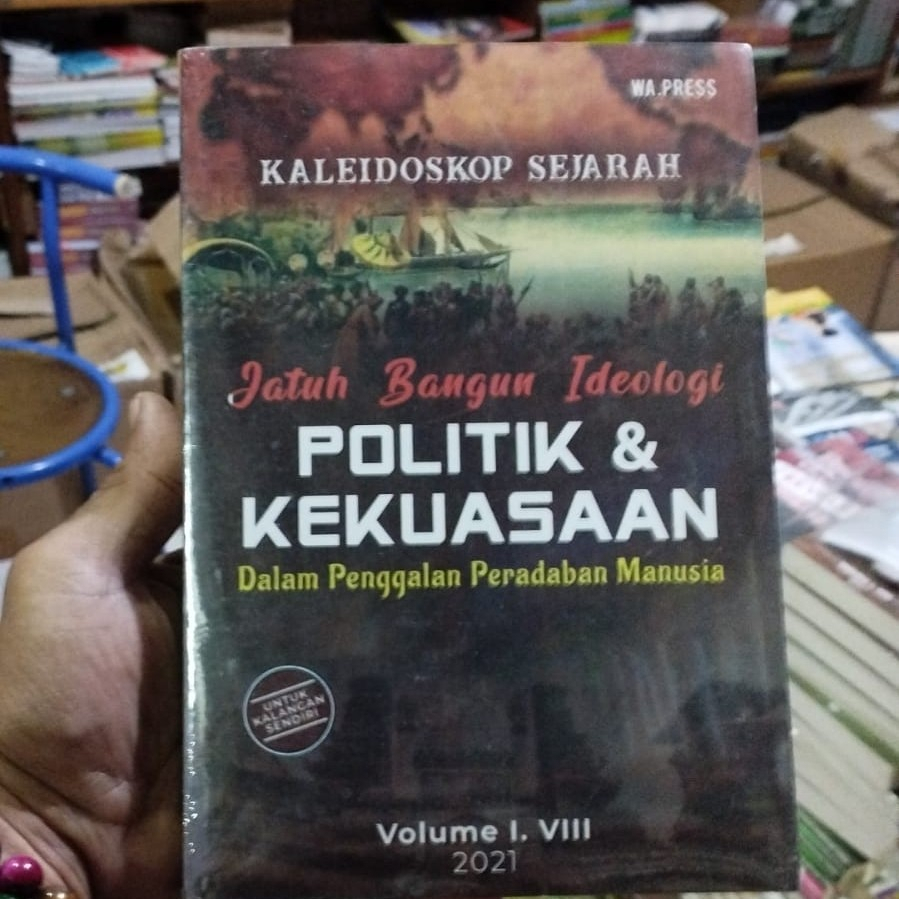 WA.PRESS
KALEIDOSKOP SEJARAH
Jatuh Bangun Ideologi
POLITIK &
KEKUASAAN
Dalam Penggalan Peradaban Manusia
UNTUK
KALANGAN
SENDIRI
Volume I. VIII
2021